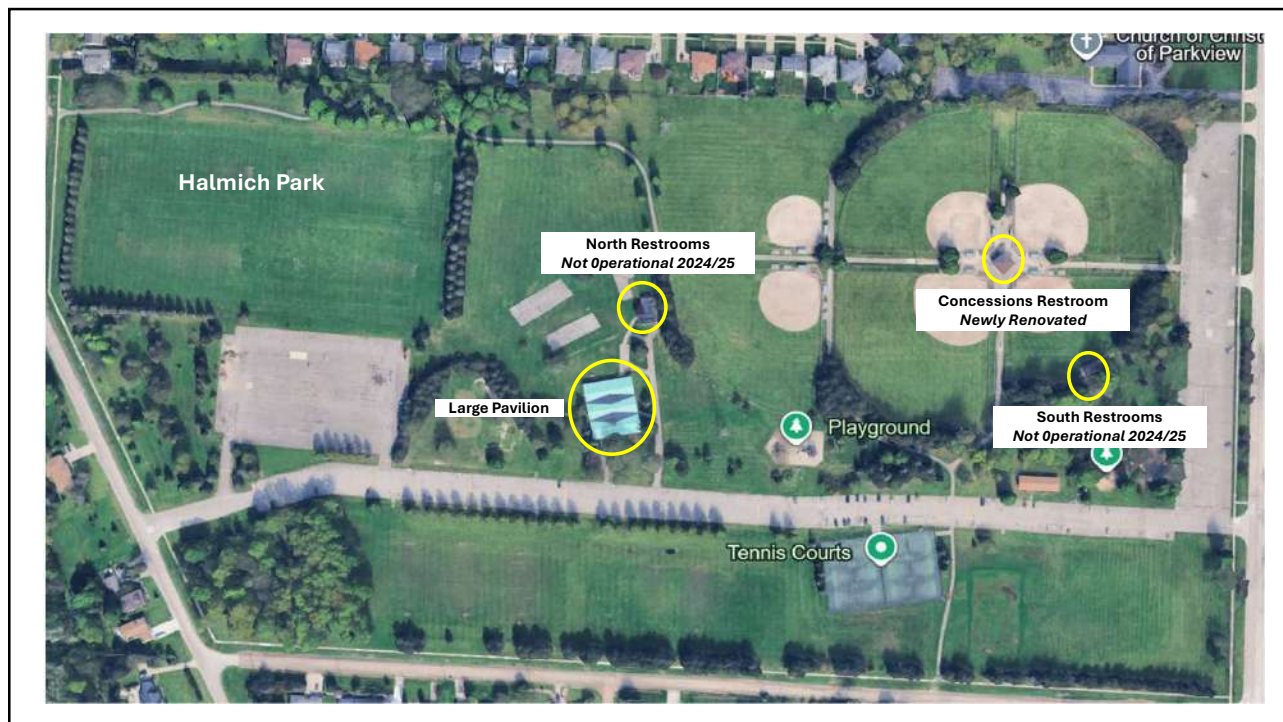 Church of Christ
of Parkview
Halmich Park
North Restrooms
Not 0perational 2024/25
Concessions Restroom
Newly Renovated
Large Pavilion
South Restrooms
Not 0perational 2024/25
Playground
Tennis Courts